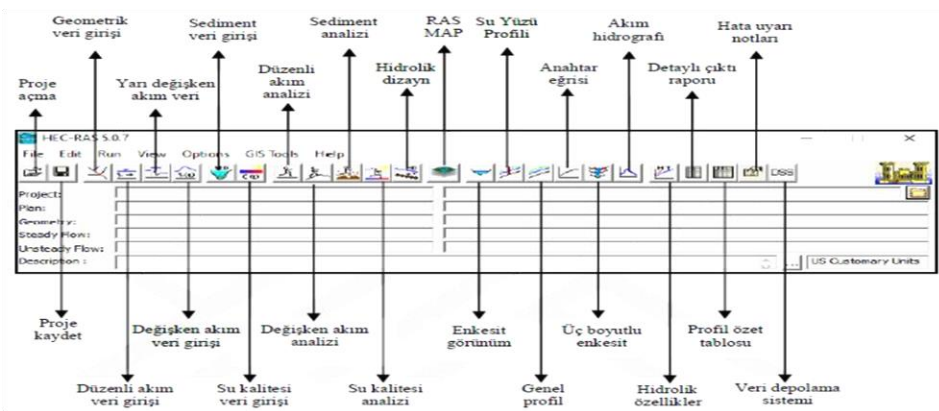 Geometrik
veri girişi
Sediment
veri girişi
Sediment
analizi
RAS
MAP
Su Yüzü
Profili
Akım
hidrografı
Hata uyarı
notları
Proje
açma
Yarı değişken
akım veri
Düzenli
akım
analizi
Hidrolik
dizayn
Anahtar
eğrisi
Detaylı çıktı
raporu
HEC-RAS 5.0.7
File Edit Run View Options GIS Tools Help
DSS
Project:
Plan:
Geometry:
Steady Flow:
Unsteady Flow:
Description :
...
US Customary Units
Proje
kaydet
Değişken akım
veri girişi
Değişken akım
analizi
Enkesit
görünüm
Üç boyutlu
enkesit
Profil özet
tablosu
Düzenli akım
veri girişi
Su kalitesi
veri girişi
Su kalitesi
analizi
Genel
profil
Hidrolik
özellikler
Veri depolama
sistemi